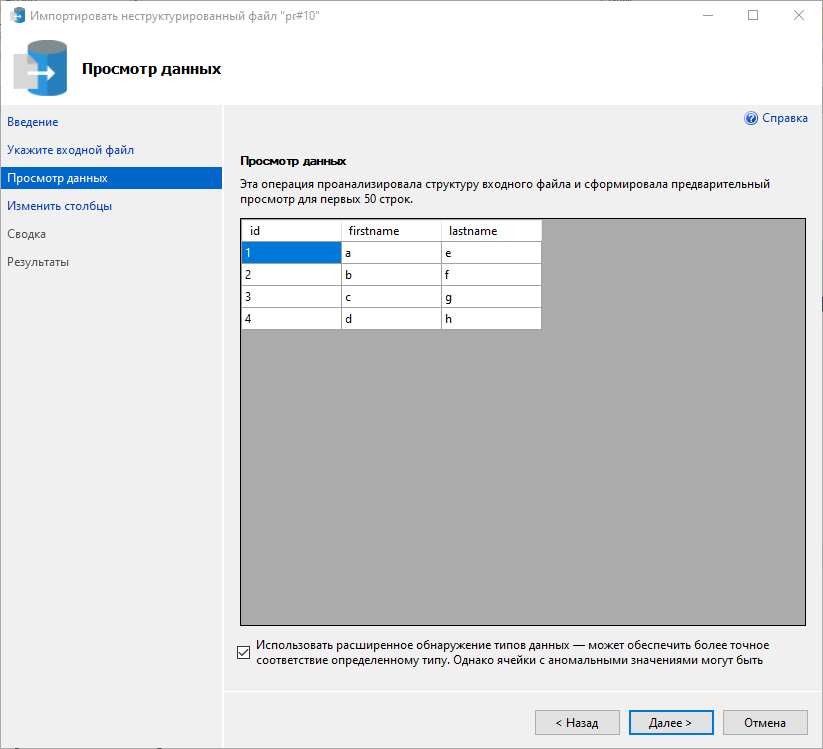 Импортировать неструктурированный файл "pr#10"
Просмотр данных
Введение
Укажите входной файл
Просмотр данных
Изменить столбцы
Сводка
Результаты
Справка
Просмотр данных
Эта операция проанализировала структуру входного файла и сформировала предварительный
просмотр для первых 50 строк.
id firstname lastname
1 a e
2 b f
3 c g
4 d h
Использовать расширенное обнаружение типов данных — может обеспечить более точное
соответствие определенному типу. Однако ячейки с аномальными значениями могут быть
< Назад
Далее >
Отмена